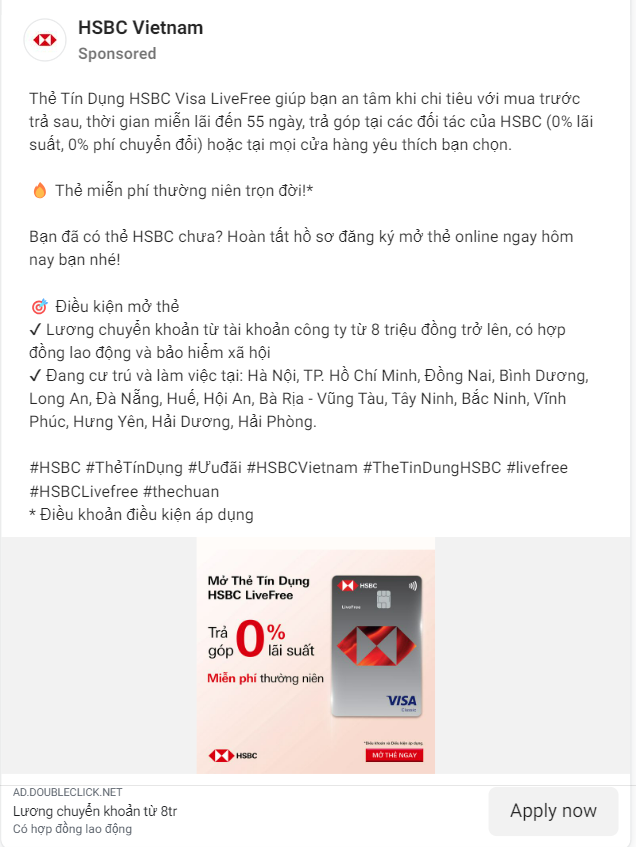 HSBC Vietnam
Sponsored
Thẻ Tín Dụng HSBC Visa LiveFree giúp bạn an tâm khi chi tiêu với mua trước
trả sau, thời gian miễn lãi đến 55 ngày, trả góp tại các đối tác của HSBC (0% lãi
suất, 0% phí chuyển đổi) hoặc tại mọi cửa hàng yêu thích bạn chọn.
🔥 Thẻ miễn phí thường niên trọn đời!*
Bạn đã có thẻ HSBC chưa? Hoàn tất hồ sơ đăng ký mở thẻ online ngay hôm
nay bạn nhé!
🎯 Điều kiện mở thẻ
✓ Lương chuyển khoản từ tài khoản công ty từ 8 triệu đồng trở lên, có hợp
đồng lao động và bảo hiểm xã hội
✓ Đang cư trú và làm việc tại: Hà Nội, TP. Hồ Chí Minh, Đồng Nai, Bình Dương,
Long An, Đà Nẵng, Huế, Hội An, Bà Rịa - Vũng Tàu, Tây Ninh, Bắc Ninh, Vĩnh
Phúc, Hưng Yên, Hải Dương, Hải Phòng.
#HSBC #ThẻTínDụng #Ưuđãi #HSBCVietnam #TheTinDungHSBC #livefree
#HSBCLivefree #thechuan
* Điều khoản điều kiện áp dụng
Mở Thẻ Tín Dụng
HSBC LiveFree
Trả góp 0% lãi suất
Miễn phí thường niên
HSBC
LiveFree
VISA
Classic
*Điều khoản và Điều kiện áp dụng
HSBC
MỞ THẺ NGAY
AD.DOUBLECLICK.NET
Lương chuyển khoản từ 8tr
Có hợp đồng lao động
Apply now